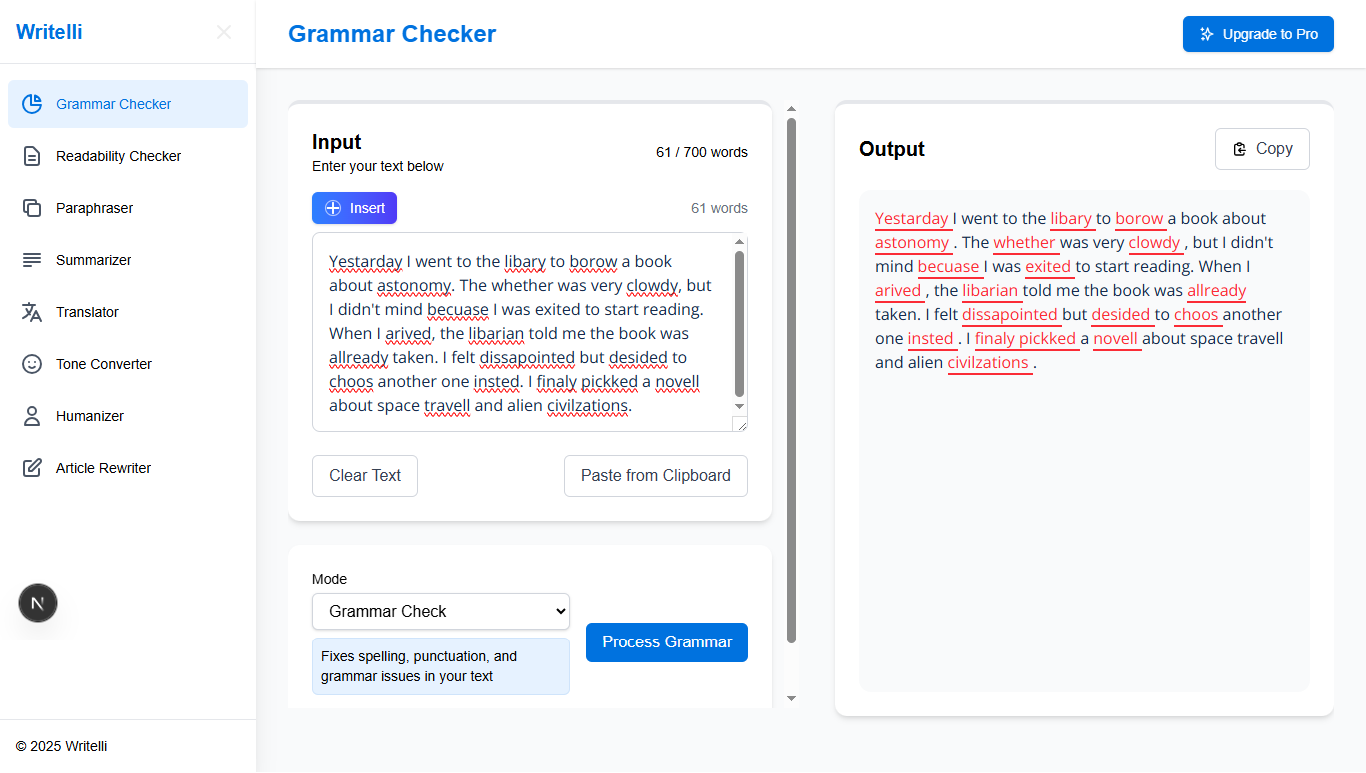 Writelli
Grammar Checker
Upgrade to Pro
Grammar Checker
Readability Checker
Paraphraser
Summarizer
Translator
Tone Converter
Humanizer
Article Rewriter
N
© 2025 Writelli
Input
Enter your text below
61 / 700 words
Insert
61 words
Yestarday I went to the libary to borow a book
about astonomy. The whether was very clowdy, but
I didn't mind becuase I was exited to start reading.
When I arived, the libarian told me the book was
allready taken. I felt dissapointed but desided to
choos another one insted. I finaly pickked a novell
about space travell and alien civilzations.
Clear Text
Paste from Clipboard
Mode
Grammar Check
Fixes spelling, punctuation, and
grammar issues in your text
Process Grammar
Output
Copy
Yestarday I went to the libary to borow a book about
astonomy . The whether was very clowdy , but I didn't
mind becuase I was exited to start reading. When I
arived , the libarian told me the book was allready
taken. I felt dissapointed but desided to choos another
one insted . I finaly pickked a novell about space travell
and alien civilzations .